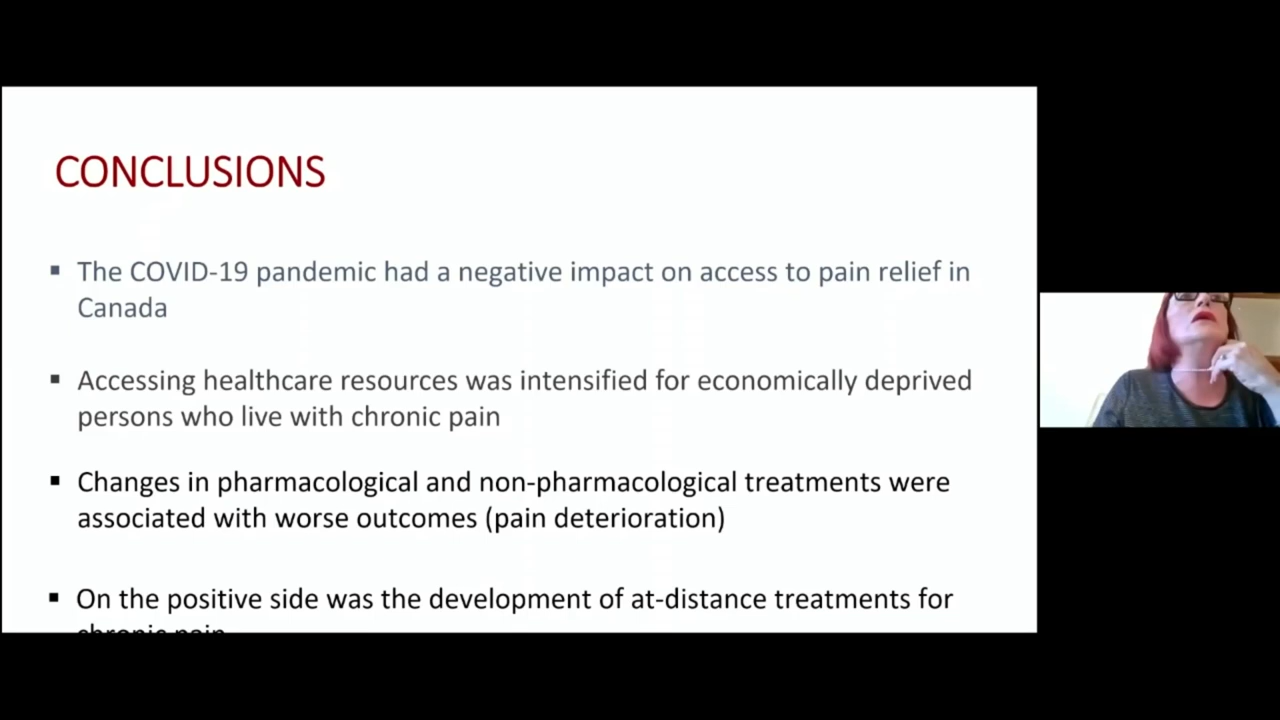 CONCLUSIONS
▪ The COVID-19 pandemic had a negative impact on access to pain relief in
Canada
▪ Accessing healthcare resources was intensified for economically deprived
persons who live with chronic pain
▪ Changes in pharmacological and non-pharmacological treatments were
associated with worse outcomes (pain deterioration)
▪ On the positive side was the development of at-distance treatments for
chronic pain